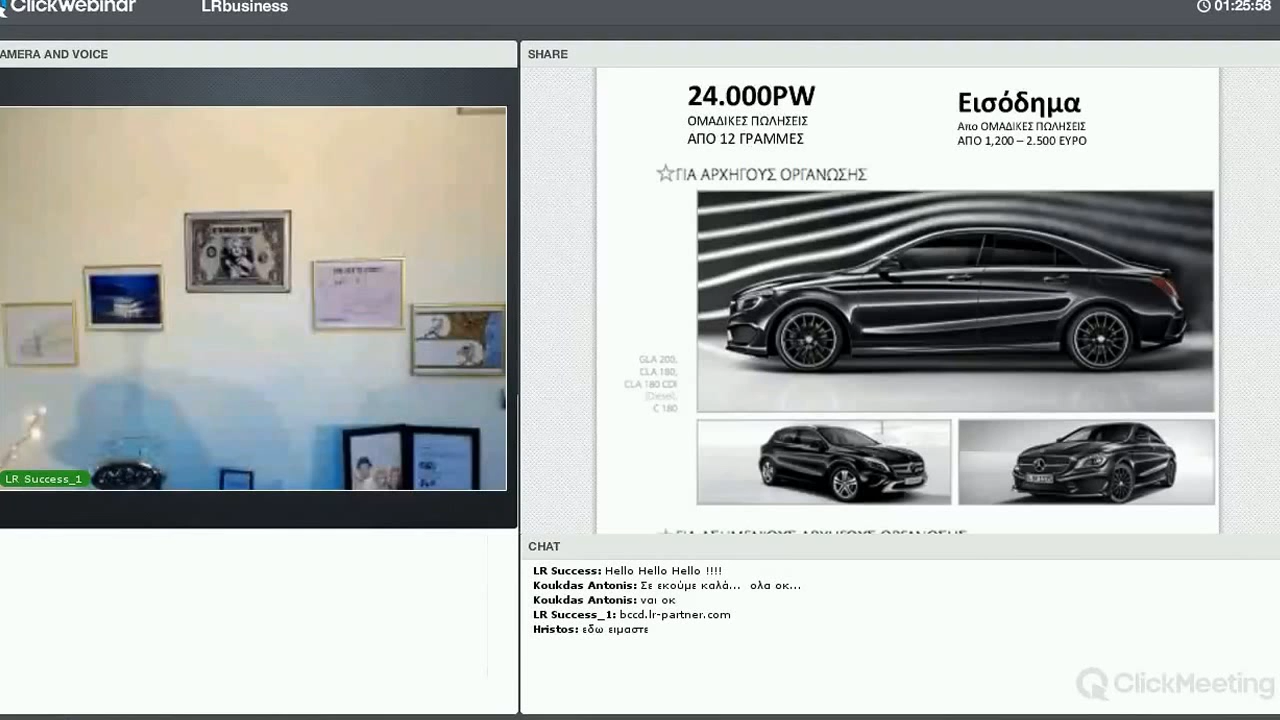 ClickWebinar
LRbusiness
01:25:58
AMERA AND VOICE
SHARE
24.000PW
ΟΜΑΔΙΚΕΣ ΠΩΛΗΣΕΙΣ
ΑΠΟ 12 ΓΡΑΜΜΕΣ
Εισόδημα
Απο ΟΜΑΔΙΚΕΣ ΠΩΛΗΣΕΙΣ
ΑΠΟ 1,200 – 2.500 ΕΥΡΟ
ΓΙΑ ΑΡΧΗΓΟΥΣ ΟΡΓΑΝΩΣΗΣ
GLA 200,
CLA 180,
CLA 180 CDI
(Diesel),
C 180
LR Success_1
CHAT
LR Success: Hello Hello Hello !!!!
Koukdas Antonis: Σε εκούμε καλά... ολα οκ...
Koukdas Antonis: ναι οκ
LR Success_1: bccd.lr-partner.com
Hristos: εδω ειμαστε
ClickMeeting